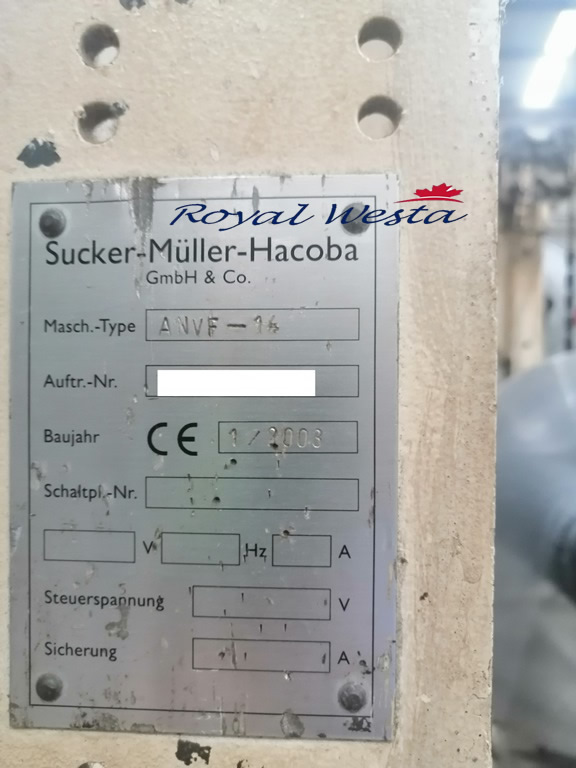 Royal Westa
Sucker-Müller-Hacoba
GmbH & Co.
Masch.-Type ANVF-14
Auftr.-Nr.
Baujahr CE 1/2003
Schaltpl.-Nr.
V Hz A
Steuerspannung V
Sicherung A